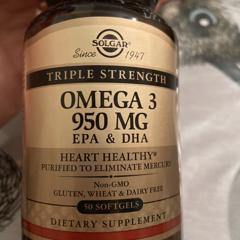 SOLGAR
Since 1947
TRIPLE STRENGTH
OMEGA 3
950 MG
EPA & DHA
HEART HEALTHY*
PURIFIED TO ELIMINATE MERCURY
Non-GMO
GLUTEN, WHEAT & DAIRY FREE
50 SOFTGELS
DIETARY SUPPLEMENT